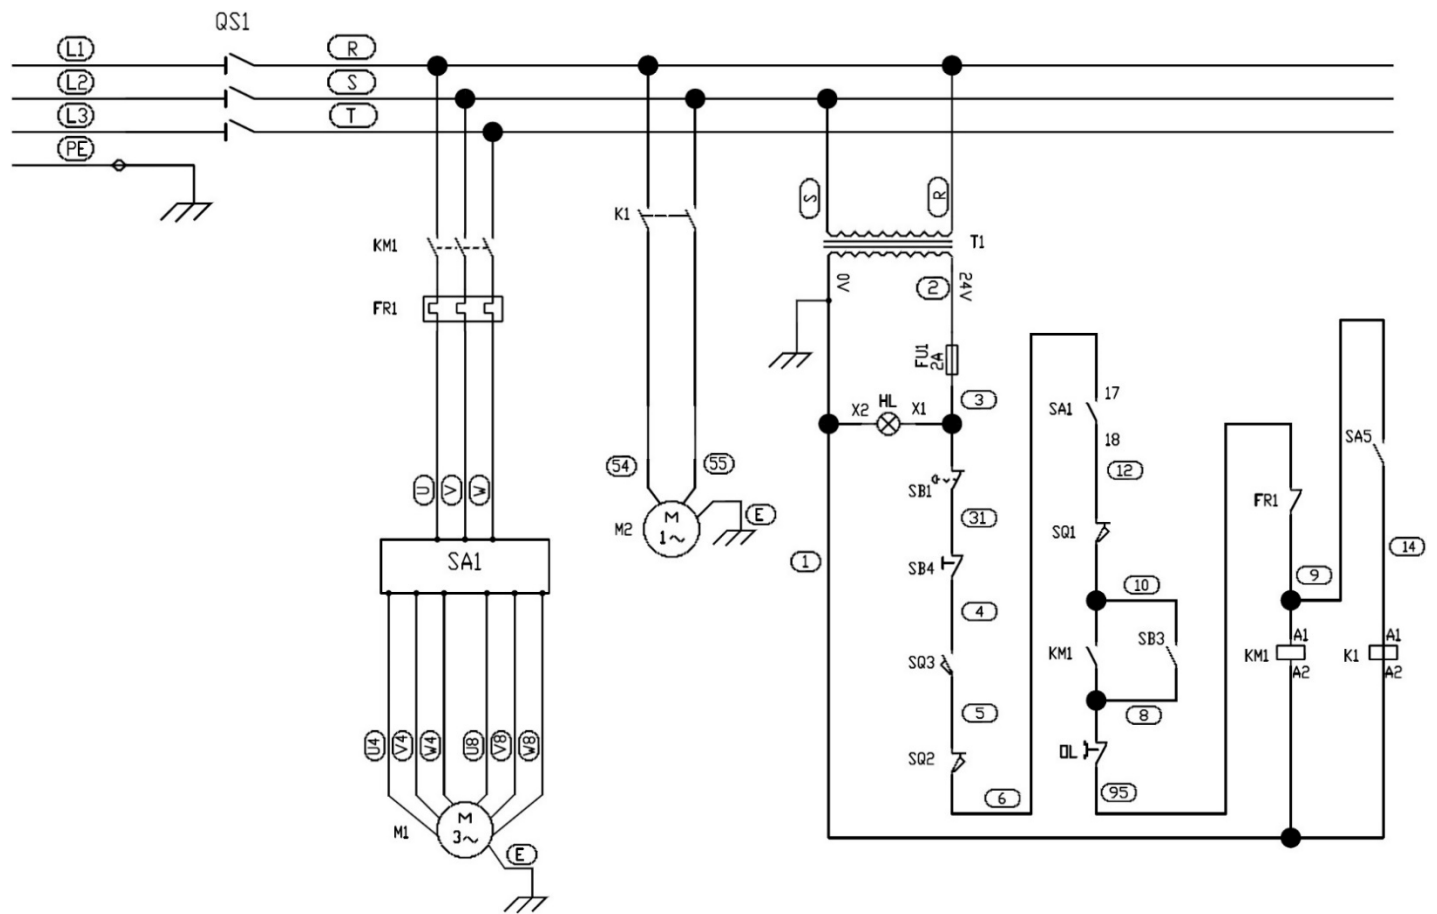 QS1
L1
R
L2
S
L3
T
PE
S
R
K1
KM1
T1
0V
2
24V
FR1
FU1
2A
3
HL
X2
X1
SA1
17
18
SA5
54
55
U
V
W
12
SB1
FR1
31
M2
M
1~
E
SQ1
14
SA1
1
SB4
9
10
4
SB3
KM1
KM1
A1
A2
K1
A1
A2
SQ3
5
8
U4
V4
W4
U8
V8
W8
SQ2
OL
6
95
M1
M
3~
E